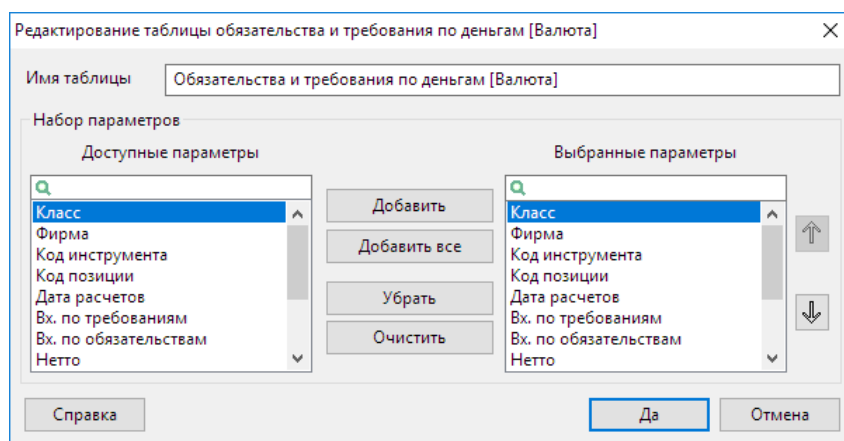 Редактирование таблицы обязательства и требования по деньгам [Валюта]
Имя таблицы
Обязательства и требования по деньгам [Валюта]
Набор параметров
Доступные параметры
Класс
Фирма
Код инструмента
Код позиции
Дата расчетов
Вх. по требованиям
Вх. по обязательствам
Нетто
Добавить
Добавить все
Убрать
Очистить
Выбранные параметры
Класс
Фирма
Код инструмента
Код позиции
Дата расчетов
Вх. по требованиям
Вх. по обязательствам
Нетто
Справка
Да
Отмена